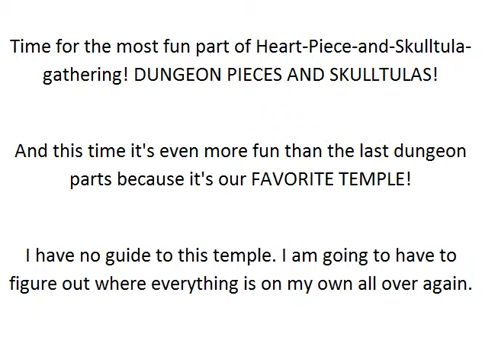 Time for the most fun part of Heart-Piece-and-Skulltula-
gathering! DUNGEON PIECES AND SKULLTULAS!
And this time it's even more fun than the last dungeon
parts because it's our FAVORITE TEMPLE!
I have no guide to this temple. I am going to have to
figure out where everything is on my own all over again.